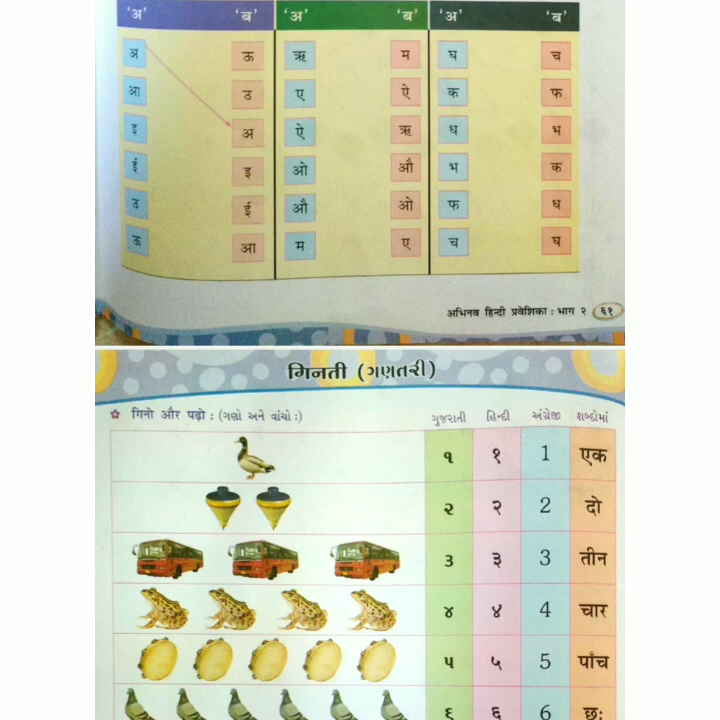 'अ' 'ब' 'अ' 'ब' 'अ' 'ब'
अ ऊ ऋ म घ च
आ उ ए ऐ क फ
इ अ ऐ ऋ ध भ
ई इ ओ औ भ क
उ ई औ ओ फ ध
ऊ आ म ए च घ
अभिनव हिन्दी प्रवेशिका : भाग २ ६१
गिनती (ગણતરી)
गिनो और पढ़ो : (ગણો અને વાંચો :) ગુજરાતી હિન્દી અંગ્રેજી શબ્દોમાં
૧ १ 1 एक
૨ २ 2 दो
૩ ३ 3 तीन
૪ ४ 4 चार
૫ ५ 5 पाँच
૬ ६ 6 छः